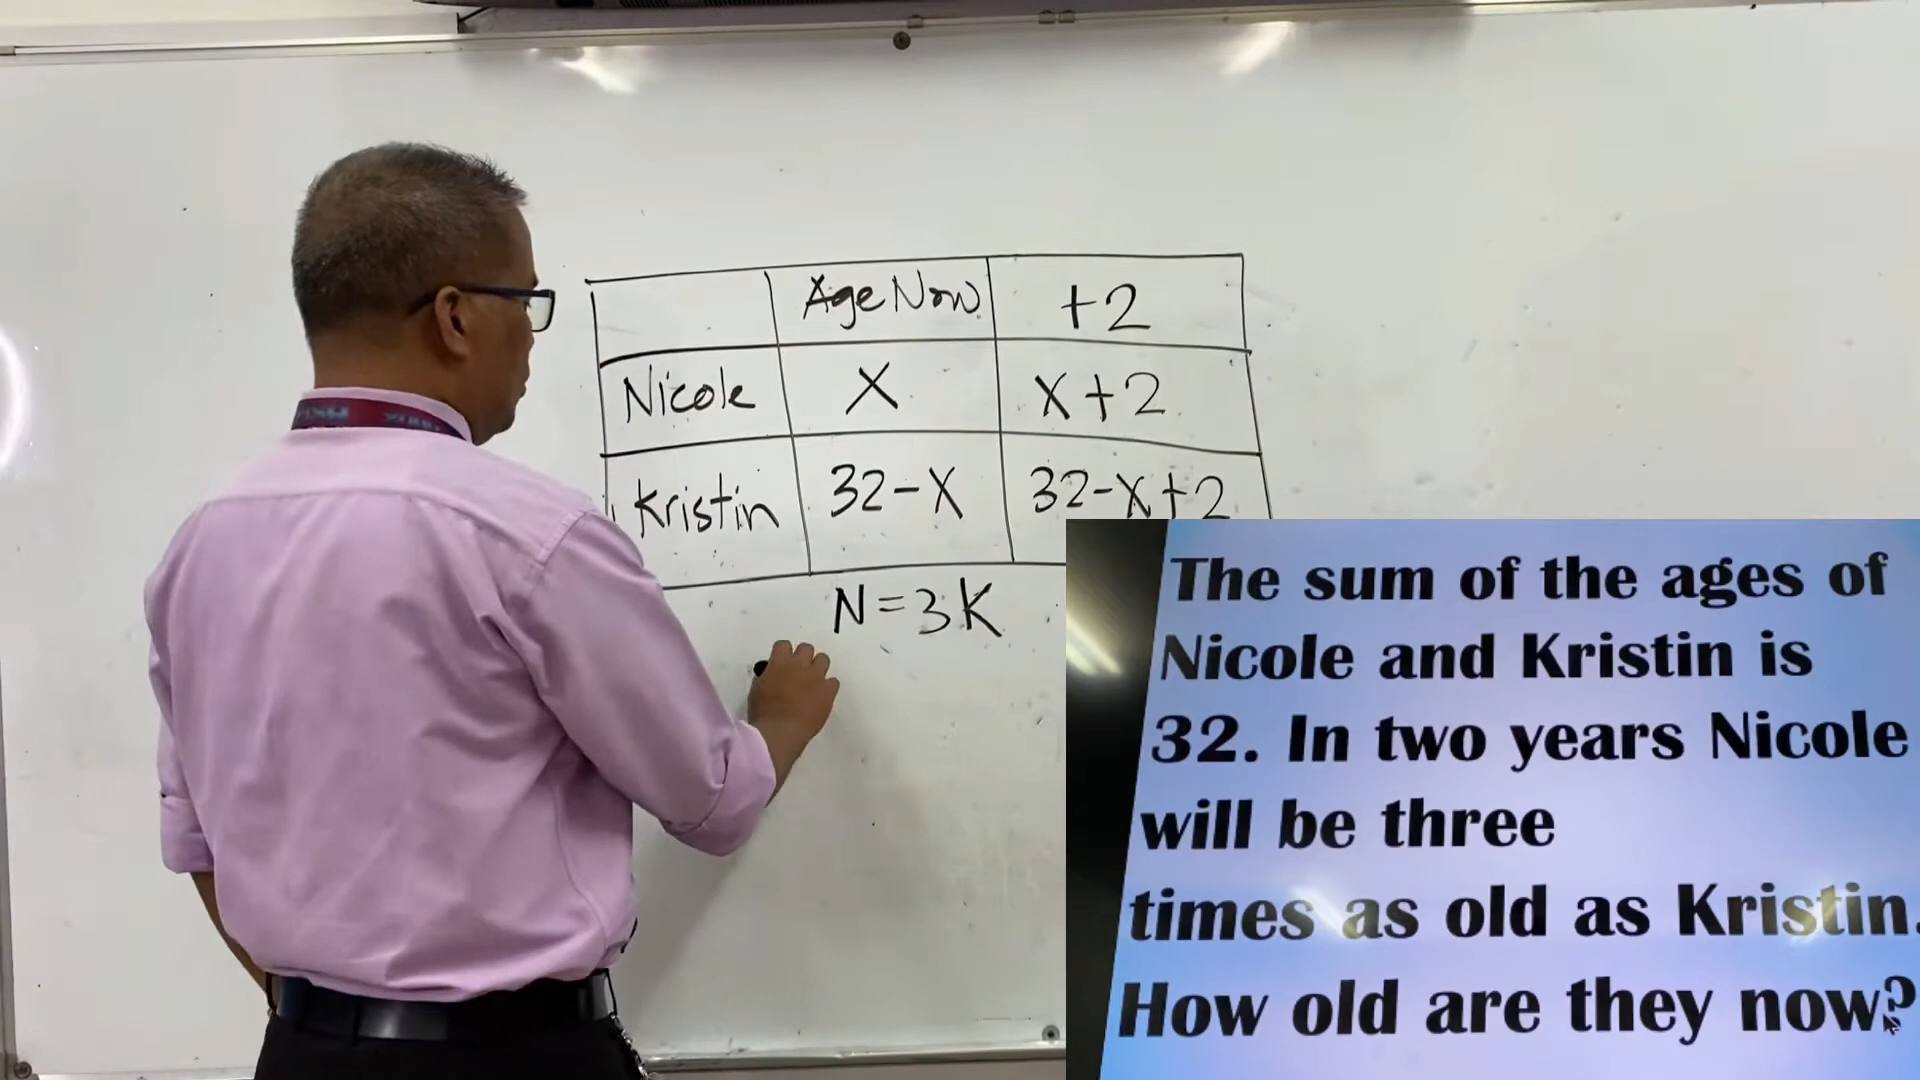 Age Now +2
Nicole X X+2
Kristin 32-X 32-X+2
N=3K
The sum of the ages of
Nicole and Kristin is
32. In two years Nicole
will be three
times as old as Kristin.
How old are they now?